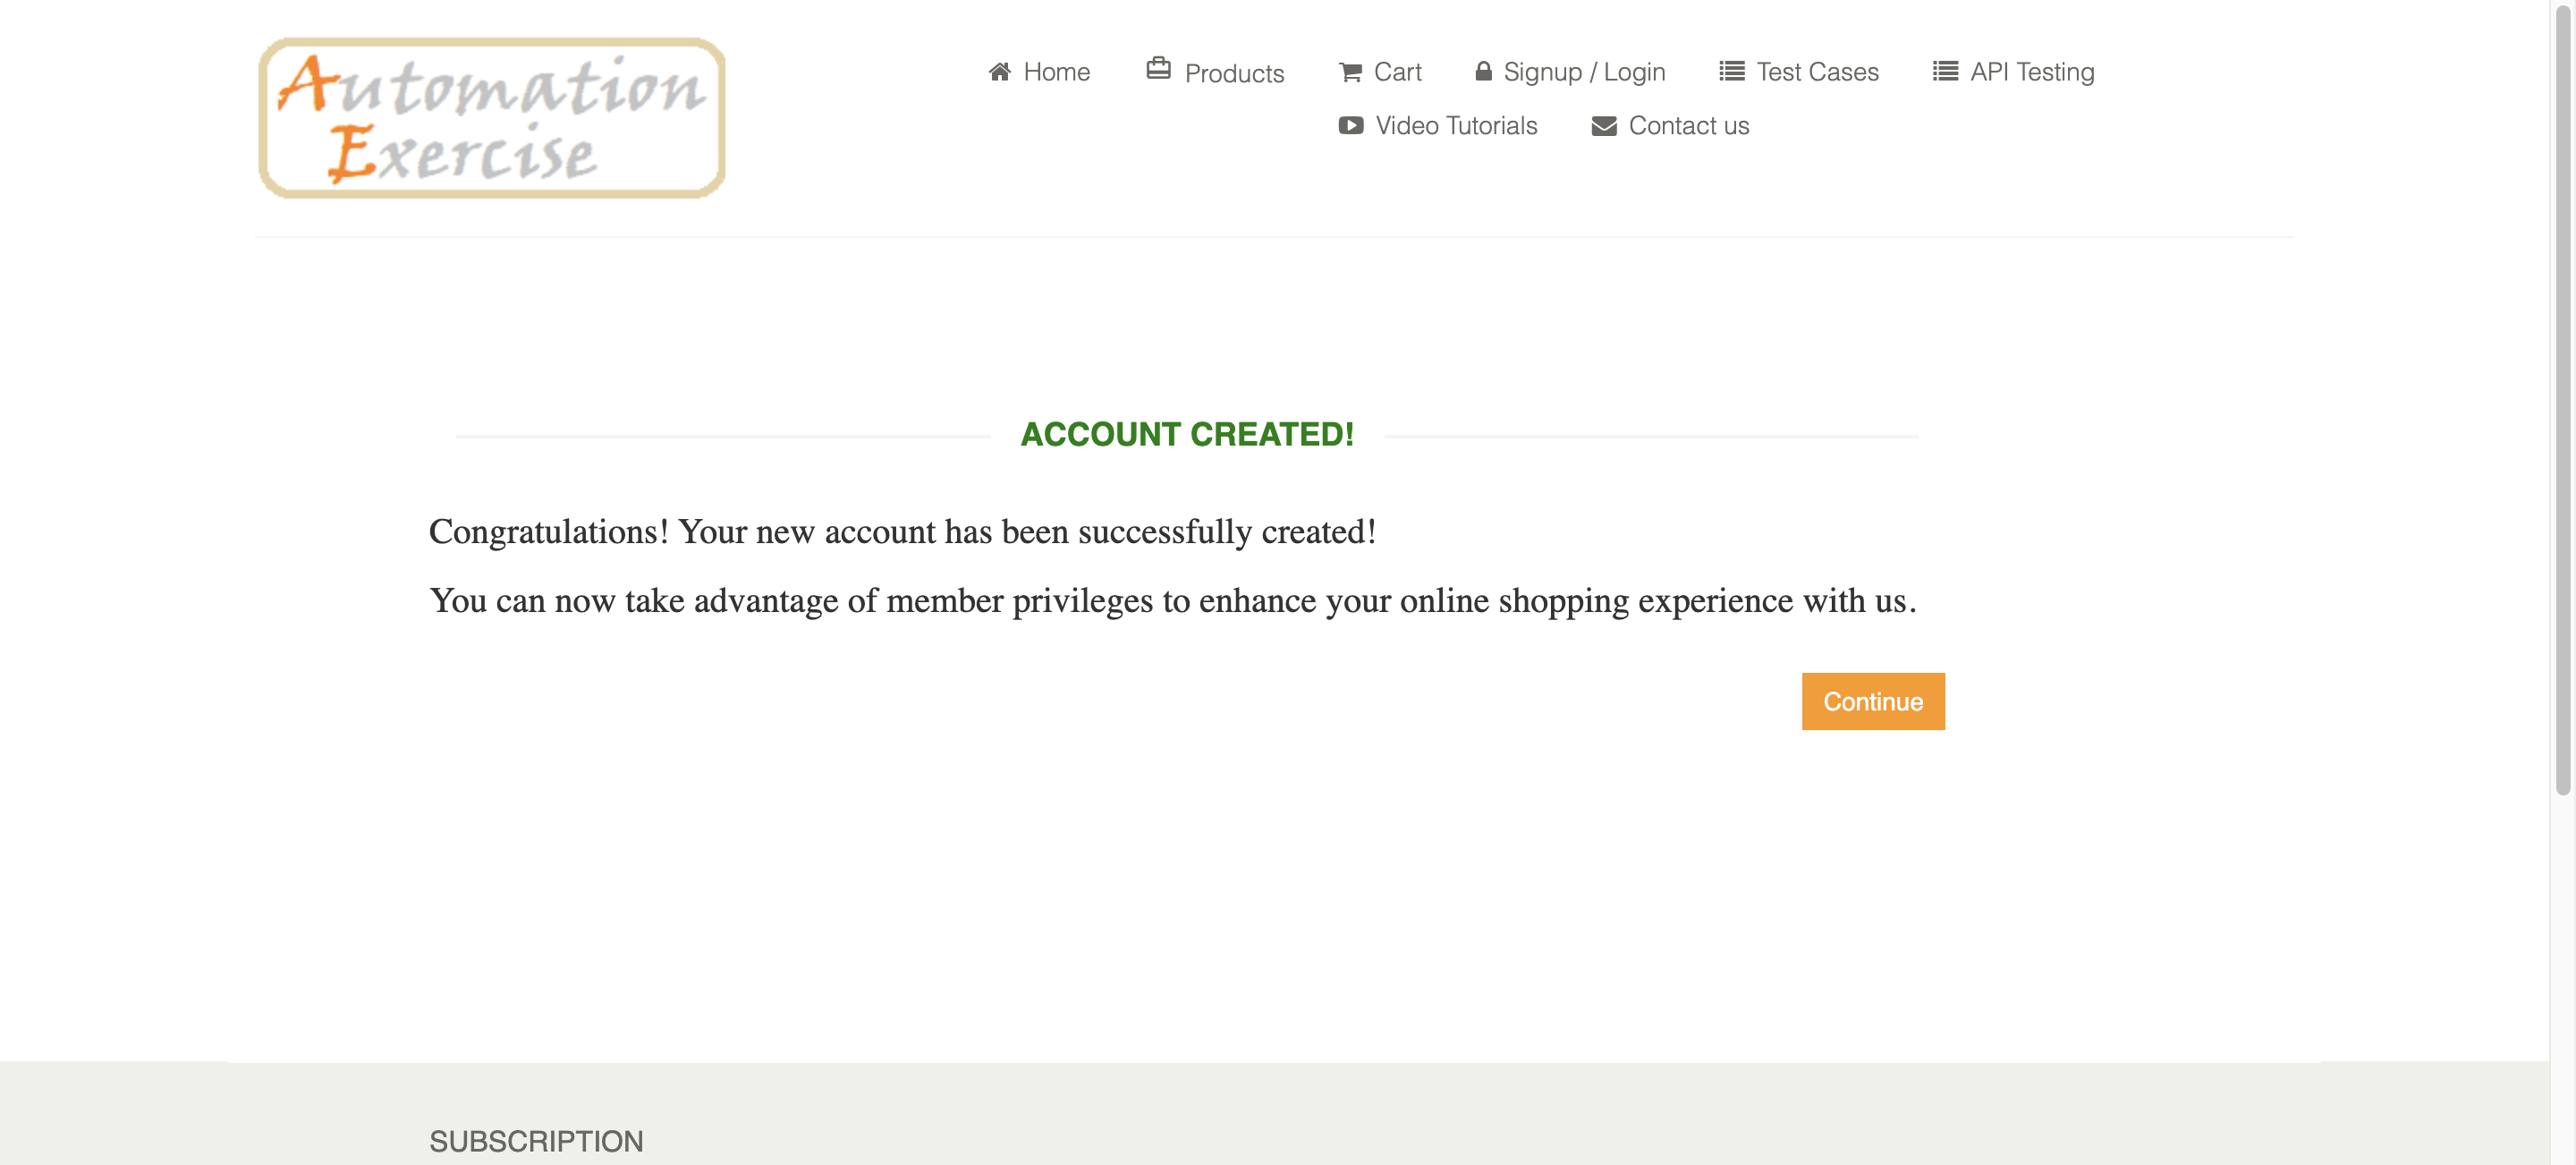 Automation
Exercise
Home
Products
Cart
Signup / Login
Test Cases
API Testing
Video Tutorials
Contact us
ACCOUNT CREATED!
Congratulations! Your new account has been successfully created!
You can now take advantage of member privileges to enhance your online shopping experience with us.
Continue
SUBSCRIPTION